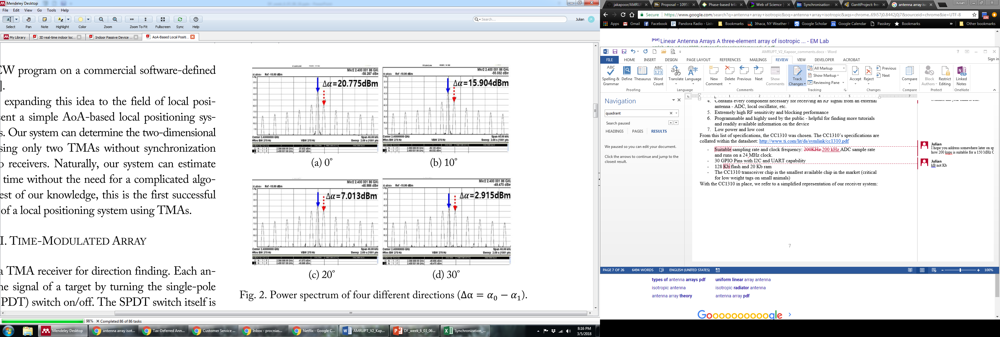 Mendeley Desktop
File Edit View Go Tools Help
Select Pan Note Highlight Color Zoom Zoom To Fit Fullscreen Sync Help
Search...
Julian
JK
My Library
3D real-time indoor loc...
Indoor Passive Device ...
AoA-Based Local Positi...
EW program on a commercial software-defined
].
expanding this idea to the field of local posi-
sent a simple AoA-based local positioning sys-
s. Our system can determine the two-dimensional
sing only two TMAs without synchronization
o receivers. Naturally, our system can estimate
time without the need for a complicated algo-
est of our knowledge, this is the first successful
of a local positioning system using TMAs.
I. TIME-MODULATED ARRAY
a TMA receiver for direction finding. Each an-
he signal of a target by turning the single-pole
PDT) switch on/off. The SPDT switch itself is
Mkr2 2.400 001 86 GHz
-58.287 dBm
10 dB/div Ref -10.00 dBm
Log
Δα=20.775dBm
Center 2.40000000 GHz Span 40.00 kHz
#Res BW 270 Hz VBW 270 Hz Sweep 2.09 s (1001 pts
(a) 0°
Mkr2 2.400 001 86 GHz
-55.032 dBm
10 dB/div Ref -10.00 dBm
Log
Δα=15.904dBm
Center 2.40000000 GHz Span 40.00 kHz
#Res BW 270 Hz VBW 270 Hz Sweep 2.09 s (1001 pts
(b) 10°
Mkr2 2.400 001 86 GHz
-48.986 dBm
10 dB/div Ref -10.00 dBm
Log
Δα=7.013dBm
Center 2.40000000 GHz Span 40.00 kHz
#Res BW 270 Hz VBW 270 Hz Sweep 2.09 s (1001 pts
(c) 20°
Mkr2 2.400 001 86 GHz
-49.470 dBm
10 dB/div Ref -10.00 dBm
Log
Δα=2.915dBm
Center 2.40000000 GHz Span 40.00 kHz
#Res BW 270 Hz VBW 270 Hz Sweep 2.09 s (1001 pts
(d) 30°
Fig. 2. Power spectrum of four different directions (Δα = α₀ − α₁).
98% Completed 86 of 86 tasks
Mendeley Desktop
antenna array isot...
Tax-Deferred Ann...
Customer Service ...
Inbox - procnias...
Netflix - Google C...
AMRUPT_V2_Kap...
DF_week_6_03_06...
Synchronization_...
8:16 PM
3/5/2018
jakapoor/AMRUP
Proposal – 10951
Phase-based trila
Web of Science [
Synchronisation
GanttProject: free
antenna array iso
Julian
Secure https://www.google.com/search?q=antenna+array+isotropic&oq=antenna+array+isotropic&aqs=chrome..69i57j0.8442j0j7&sourceid=chrome&ie=UTF-8
Apps Gmail Facebook Pandora Radio - Liste Bookmarks Ithaca, NY Weather F Google Scholar Google Calendar Passkey Bookmarks » Other bookmarks
[PDF] Linear Antenna Arrays A three-element array of isotropic ... - EM Lab
AMRUPT_V2_Kapoor_comments.docx - Word
FILE HOME INSERT DESIGN PAGE LAYOUT REFERENCES MAILINGS REVIEW VIEW DEVELOPER ACROBAT
Sign in
Spelling & Grammar
Define
Thesaurus
Word Count
Translate
Language
New Comment
Delete
Previous
Next
Show Comments
Track Changes
All Markup
Show Markup
Reviewing Pane
Accept
Reject
Previous
Next
Compare
Block Authors
Restrict Editing
Linked Notes
Proofing Language Comments Tracking Changes Compare Protect OneNote
Navigation
quadrant
Search paused
HEADINGS PAGES RESULTS
We paused so you can edit your document.
Click the arrows to continue and jump to the
closest result.
4. Contains every component necessary for receiving an RF signal from an external
antenna - ADC, local oscillator, etc.
5. Extremely high RF sensitivity and blocking performance
6. Programmable and highly used by the public - helpful for finding more tutorials
and readily available information on the device
7. Low power and low cost
From this list of specifications, the CC1310 was chosen. The CC1310's specifications are
collated within the datasheet: http://www.ti.com/lit/ds/symlink/cc1310.pdf
- Suitable sampling rate and clock frequency: 200KHz 200 kHz ADC sample rate
and runs on a 24 MHz clock.
- 30 GPIO Pins with I2C and UART capability
- 128 Kb flash and 20 Kb ram
- The CC1310 transceiver chip is the smallest available chip in the market (critical
for low weight tags on small animals)
With the CC1310 in place, we refer to a simplified representation of our receiver system:
7
Julian
I hope you address somewhere later on sp
how 200 ksps is suitable for a 150 MHz C
Julian
kB not Kb
PAGE 7 OF 26 6494 WORDS ENGLISH (UNITED STATES) 100%
types of antenna arrays pdf
uniform linear array antenna
isotropic antenna
isotropic radiator antenna
antenna array theory
antenna array pdf
Goooooooooogle